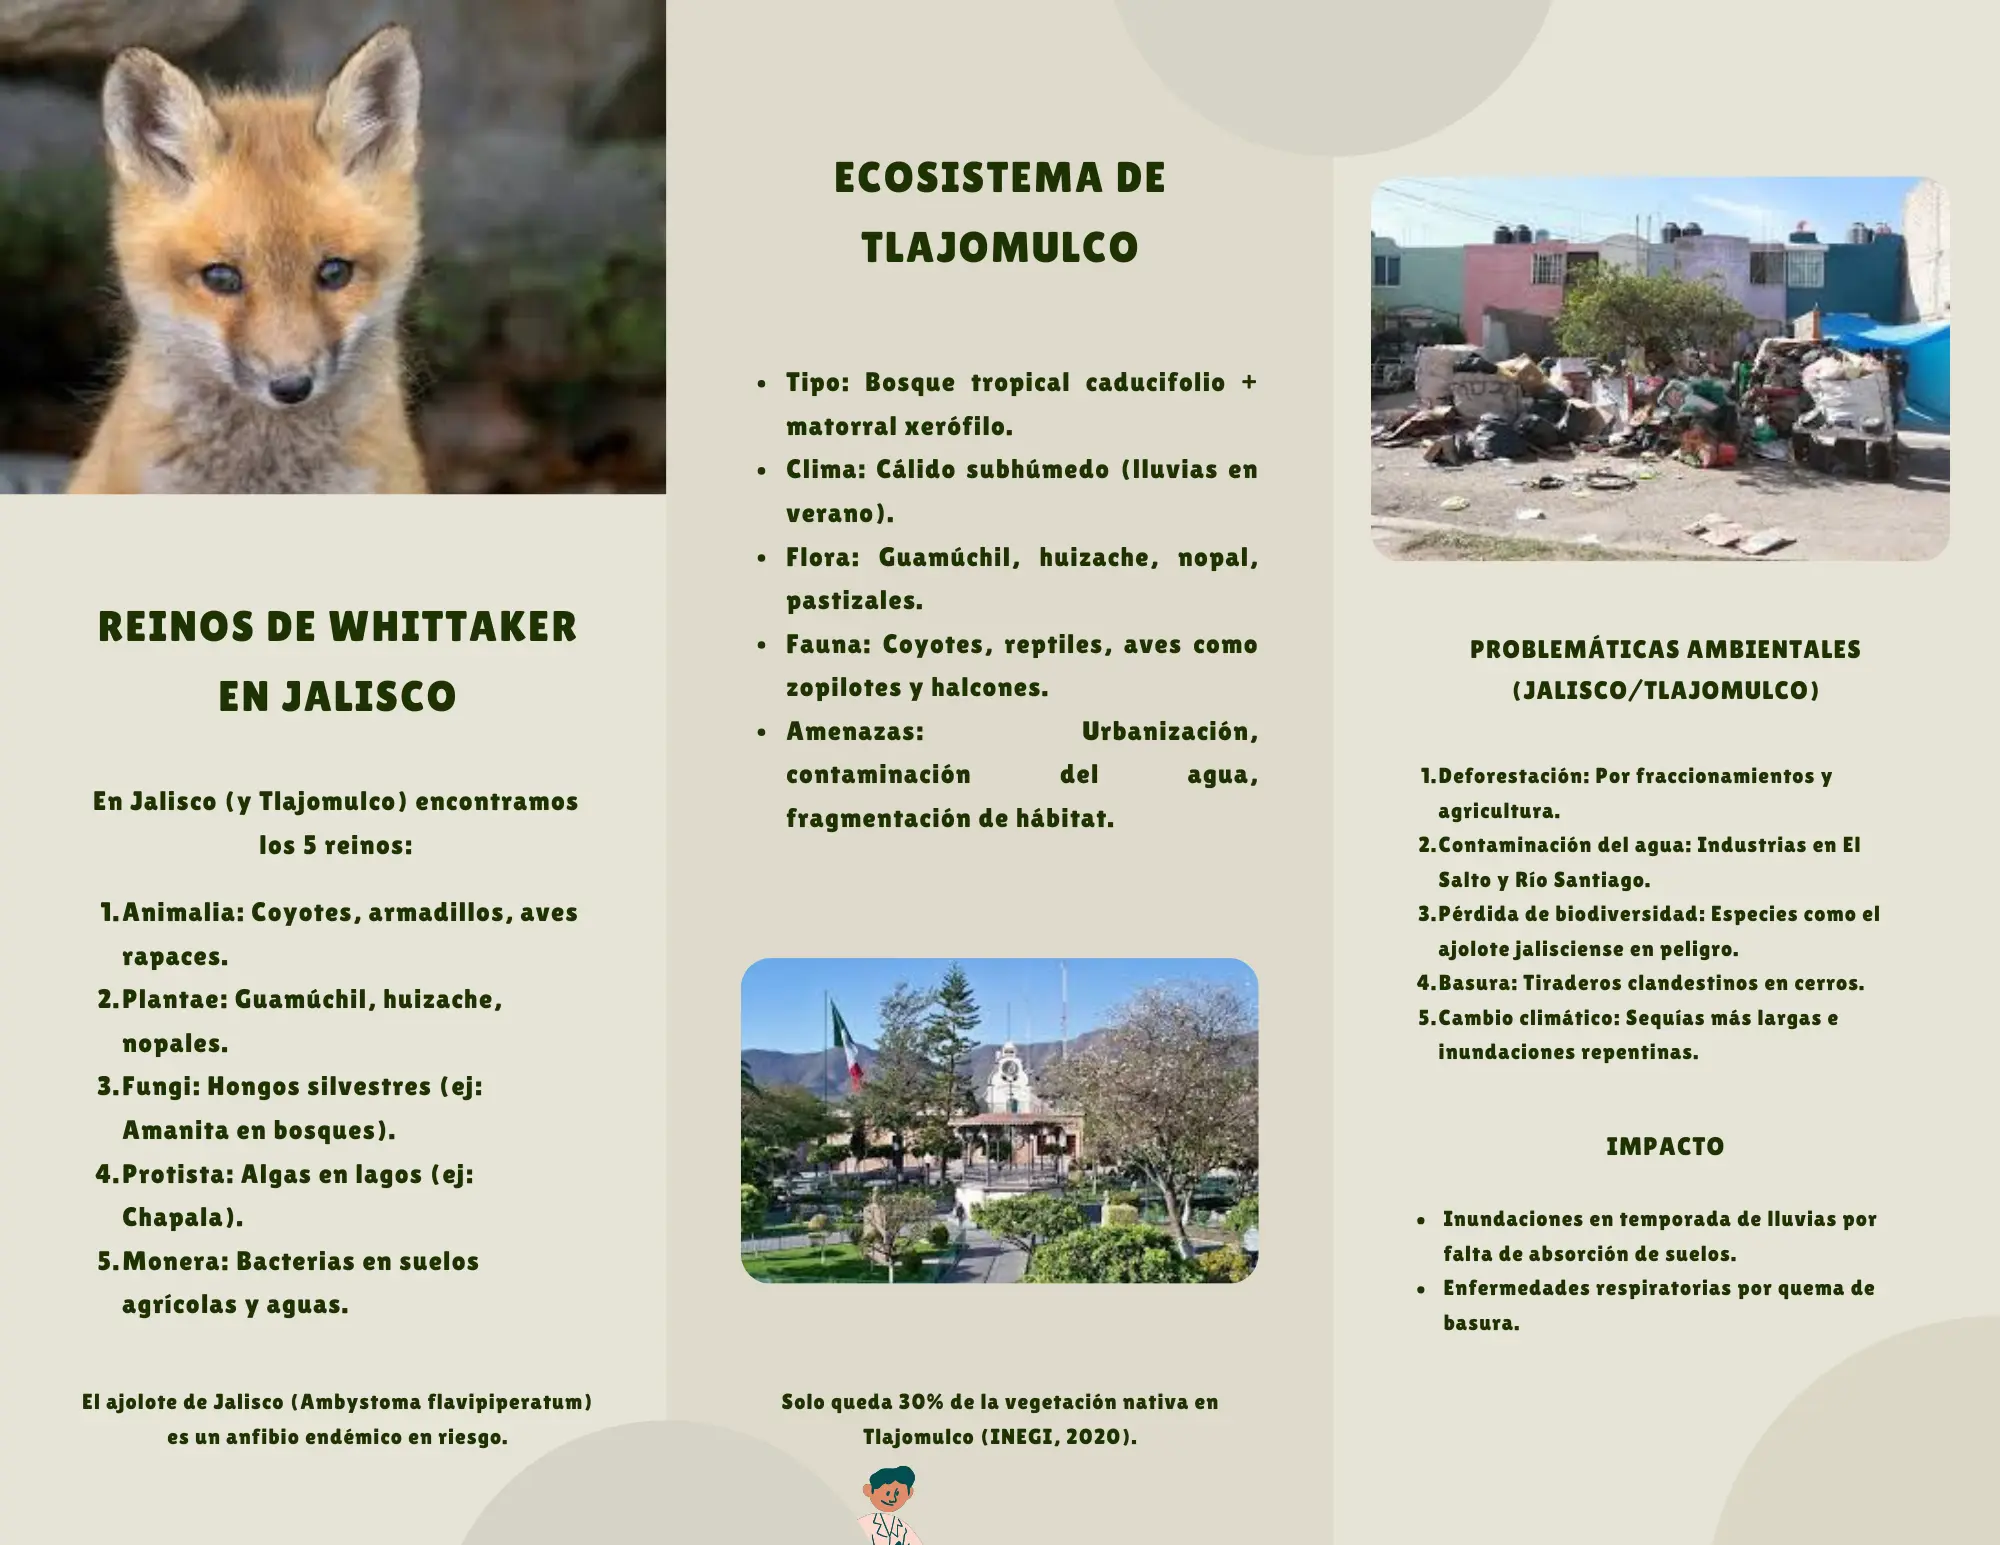 REINOS DE WHITTAKER
EN JALISCO
En Jalisco (y Tlajomulco) encontramos
los 5 reinos:
1. Animalia: Coyotes, armadillos, aves
rapaces.
2. Plantae: Guamúchil, huizache,
nopales.
3. Fungi: Hongos silvestres (ej:
Amanita en bosques).
4. Protista: Algas en lagos (ej:
Chapala).
5. Monera: Bacterias en suelos
agrícolas y aguas.
El ajolote de Jalisco (Ambystoma flavipiperatum)
es un anfibio endémico en riesgo.
ECOSISTEMA DE
TLAJOMULCO
• Tipo: Bosque tropical caducifolio +
matorral xerófilo.
• Clima: Cálido subhúmedo (lluvias en
verano).
• Flora: Guamúchil, huizache, nopal,
pastizales.
• Fauna: Coyotes, reptiles, aves como
zopilotes y halcones.
• Amenazas: Urbanización,
contaminación del agua,
fragmentación de hábitat.
Solo queda 30% de la vegetación nativa en
Tlajomulco (INEGI, 2020).
PROBLEMÁTICAS AMBIENTALES
(JALISCO/TLAJOMULCO)
1. Deforestación: Por fraccionamientos y
agricultura.
2. Contaminación del agua: Industrias en El
Salto y Río Santiago.
3. Pérdida de biodiversidad: Especies como el
ajolote jalisciense en peligro.
4. Basura: Tiraderos clandestinos en cerros.
5. Cambio climático: Sequías más largas e
inundaciones repentinas.
IMPACTO
• Inundaciones en temporada de lluvias por
falta de absorción de suelos.
• Enfermedades respiratorias por quema de
basura.